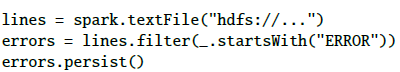 lines = spark.textFile("hdfs://...")
errors = lines.filter(_.startsWith("ERROR"))
errors.persist()